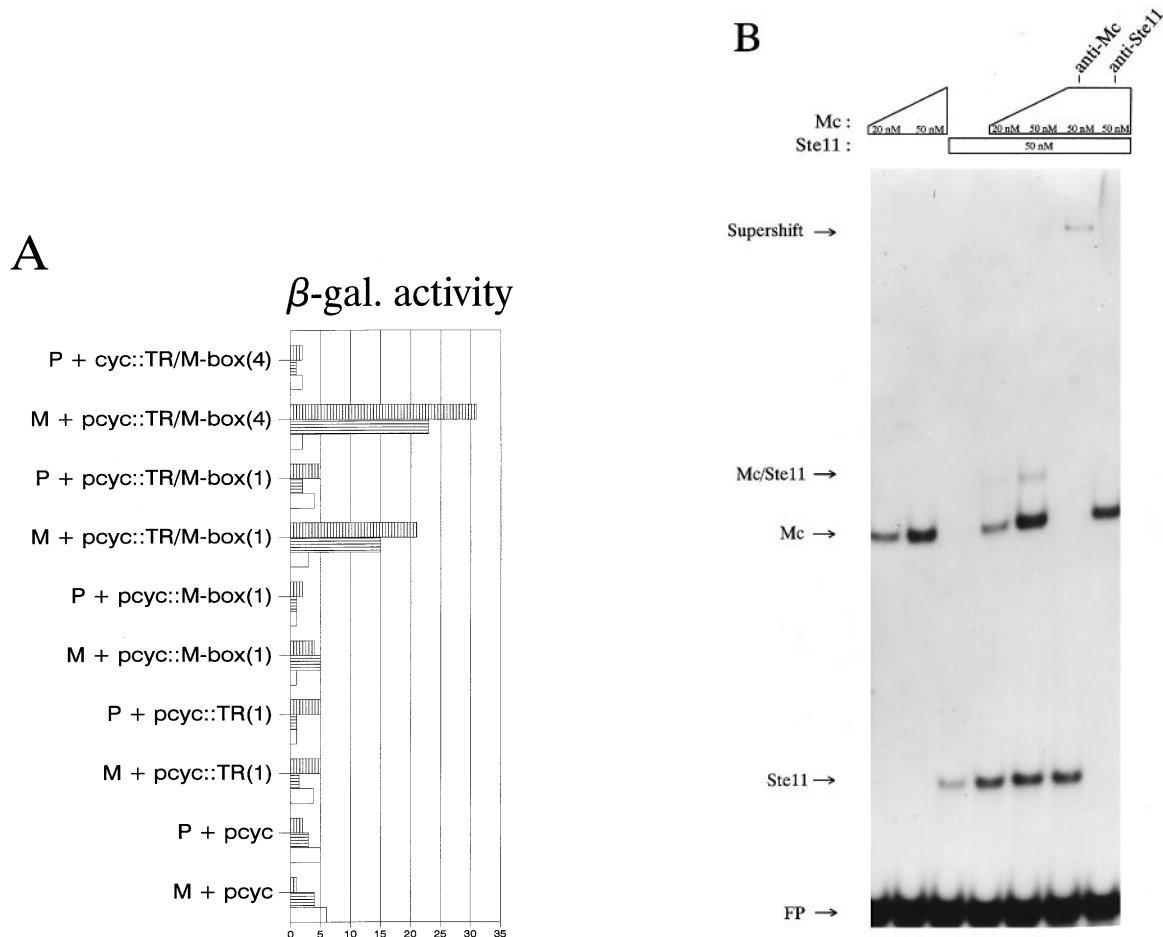 A
β-gal. activity
P + cyc::TR/M-box(4)
M + pcyc::TR/M-box(4)
P + pcyc::TR/M-box(1)
M + pcyc::TR/M-box(1)
P + pcyc::M-box(1)
M + pcyc::M-box(1)
P + pcyc::TR(1)
M + pcyc::TR(1)
P + pcyc
M + pcyc
0 5 10 15 20 25 30 35
B
anti-Mc
anti-Ste11
Mc :
20 nM 50 nM 20 nM 50 nM 50 nM 50 nM
Ste11 :
50 nM
Supershift →
Mc/Ste11 →
Mc →
Ste11 →
FP →